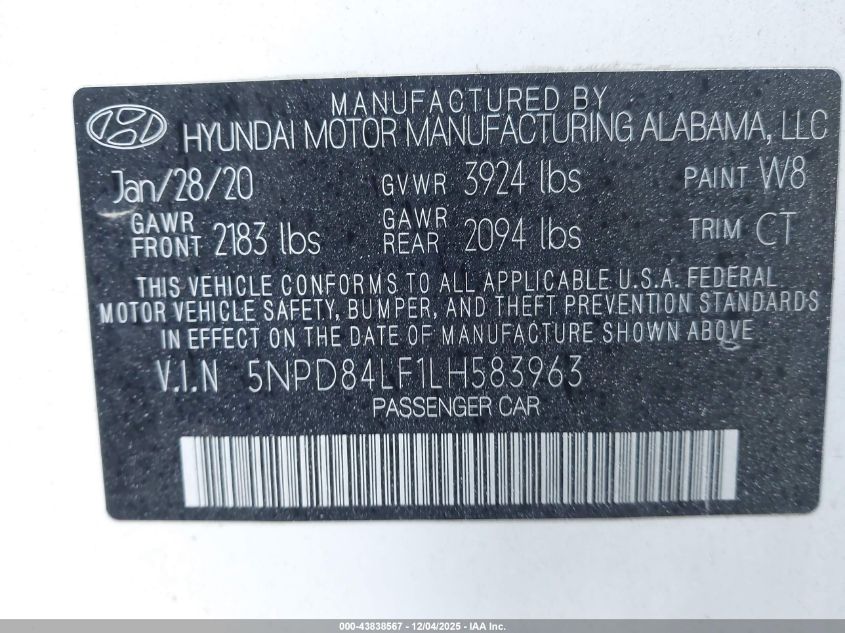 MANUFACTURED BY
HYUNDAI MOTOR MANUFACTURING ALABAMA, LLC
Jan/28/20 GVWR 3924 lbs PAINT W8
GAWR FRONT 2183 lbs GAWR REAR 2094 lbs TRIM CT
THIS VEHICLE CONFORMS TO ALL APPLICABLE U.S.A. FEDERAL
MOTOR VEHICLE SAFETY, BUMPER, AND THEFT PREVENTION STANDARDS
IN EFFECT ON THE DATE OF MANUFACTURE SHOWN ABOVE
V.I.N 5NPD84LF1LH583963
PASSENGER CAR
000-43838567 - 12/04/2025 - IAA Inc.